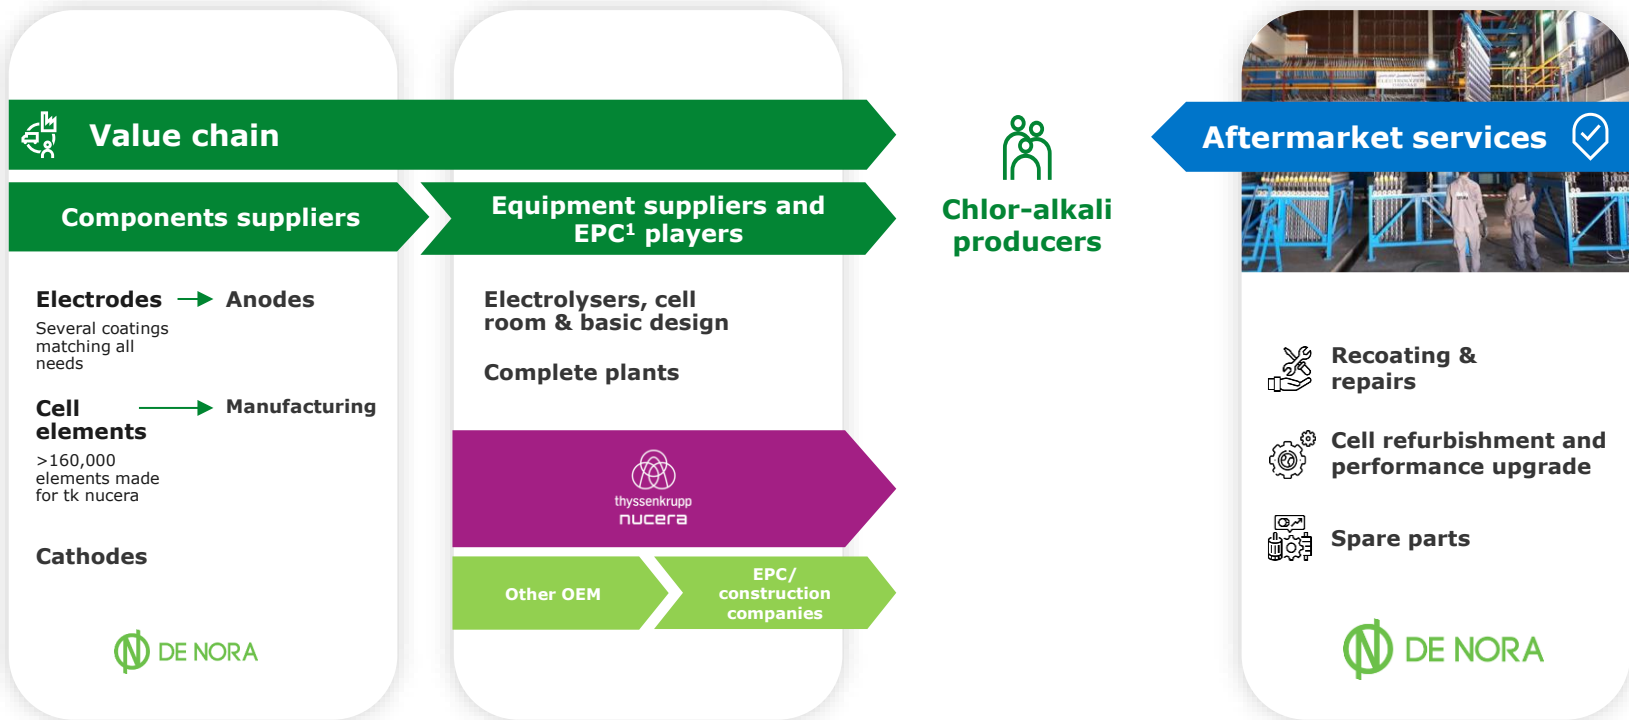 Value chain
Components suppliers
Electrodes
Anodes
Several coatings
matching all
needs
Cell
elements
Manufacturing
>160,000
elements made
for tk nucera
Cathodes
DE NORA
Equipment suppliers and
EPC¹ players
Electrolysers, cell
room & basic design
Complete plants
thyssenkrupp
nucera
Other OEM
EPC/
construction
companies
Chlor-alkali
producers
Aftermarket services
Recoating &
repairs
Cell refurbishment and
performance upgrade
Spare parts
DE NORA